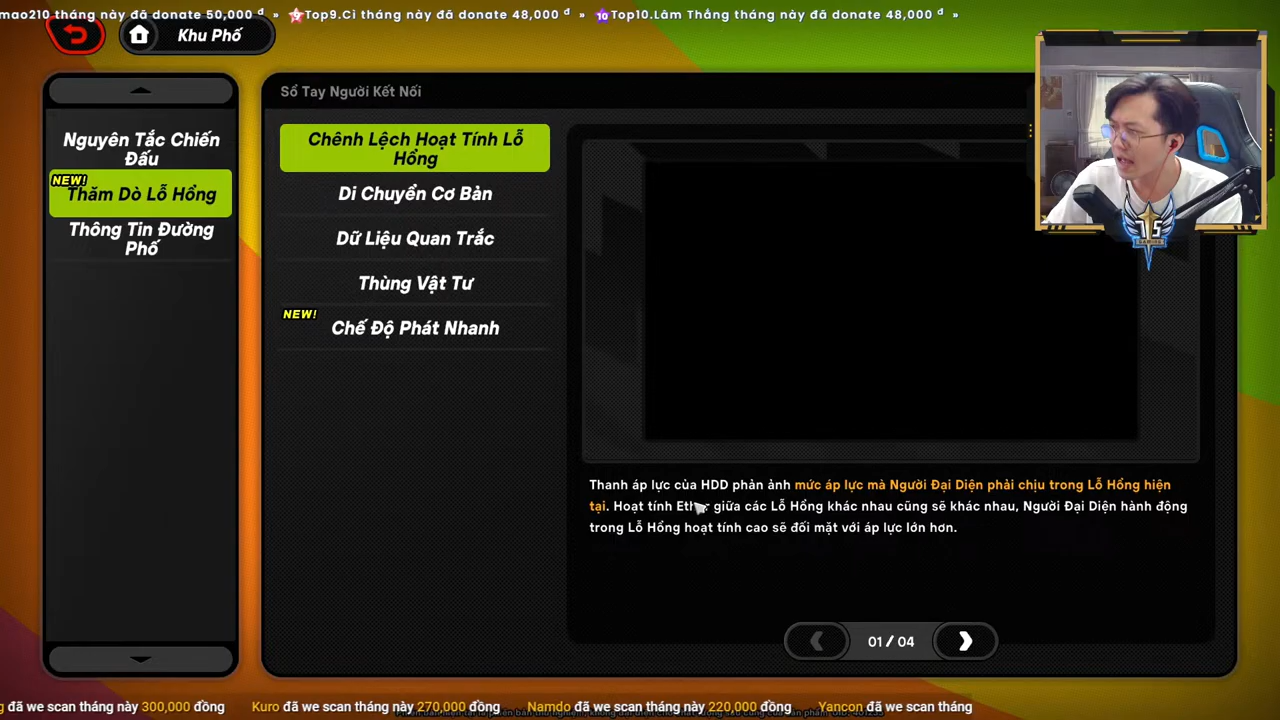 mao210 tháng này đã donate 50,000 đ » 9 Top9.Cì tháng này đã donate 48,000 đ » 10 Top10.Lâm Thắng tháng này đã donate 48,000 đ »
Khu Phố
Sổ Tay Người Kết Nối
Nguyên Tắc Chiến
Đấu
NEW!
Thăm Dò Lỗ Hổng
Thông Tin Đường
Phố
Chênh Lệch Hoạt Tính Lỗ
Hổng
Di Chuyển Cơ Bản
Dữ Liệu Quan Trắc
Thùng Vật Tư
NEW!
Chế Độ Phát Nhanh
TS
GAMING
Thanh áp lực của HDD phản ánh mức áp lực mà Người Đại Diện phải chịu trong Lỗ Hổng hiện
tại. Hoạt tính Ether giữa các Lỗ Hổng khác nhau cũng sẽ khác nhau, Người Đại Diện hành động
trong Lỗ Hổng hoạt tính cao sẽ đối mặt với áp lực lớn hơn.
01 / 04
g đã we scan tháng này 300,000 đồng Kuro đã we scan tháng này 270,000 đồng Namdo đã we scan tháng này 220,000 đồng Yancon đã we scan tháng này